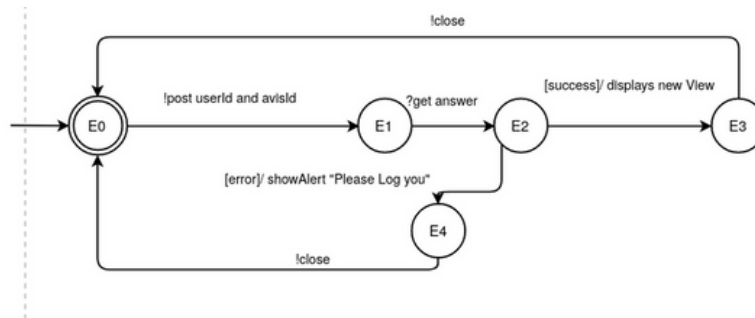 !close
[success]/ displays new View
!post userId and avisId
?get answer
E0
E1
E2
E3
[error]/ showAlert "Please Log you"
E4
!close